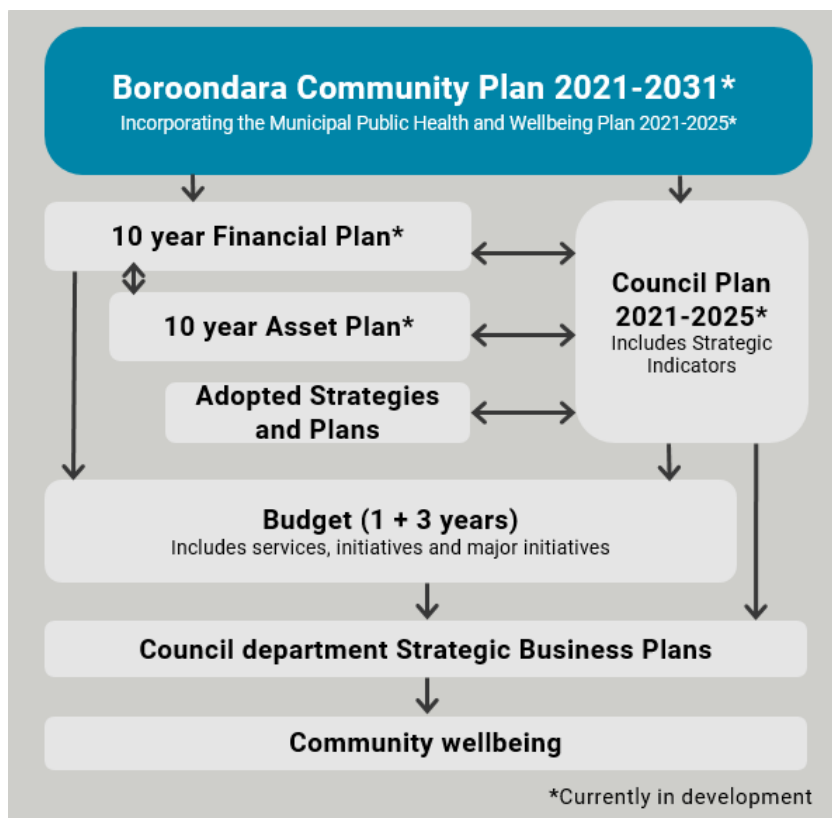 Boroondara Community Plan 2021-2031*
Incorporating the Municipal Public Health and Wellbeing Plan 2021-2025*
10 year Financial Plan*
10 year Asset Plan*
Adopted Strategies
and Plans
Council Plan
2021-2025*
Includes Strategic
Indicators
Budget (1 + 3 years)
Includes services, initiatives and major initiatives
Council department Strategic Business Plans
Community wellbeing
*Currently in development